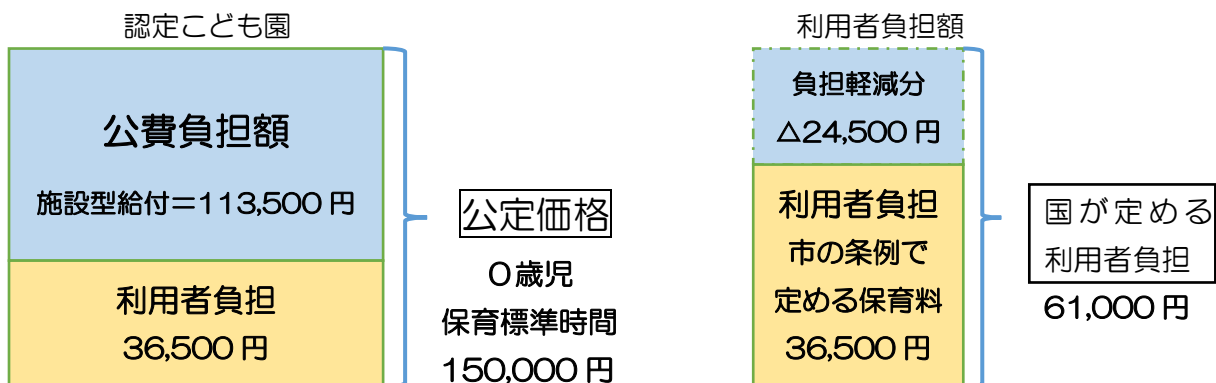 認定こども園
公費負担額
施設型給付＝113,500円
利用者負担
36,500円
公定価格
０歳児
保育標準時間
150,000円
利用者負担額
負担軽減分
△24,500円
利用者負担
市の条例で
定める保育料
36,500円
国が定める
利用者負担
61,000円